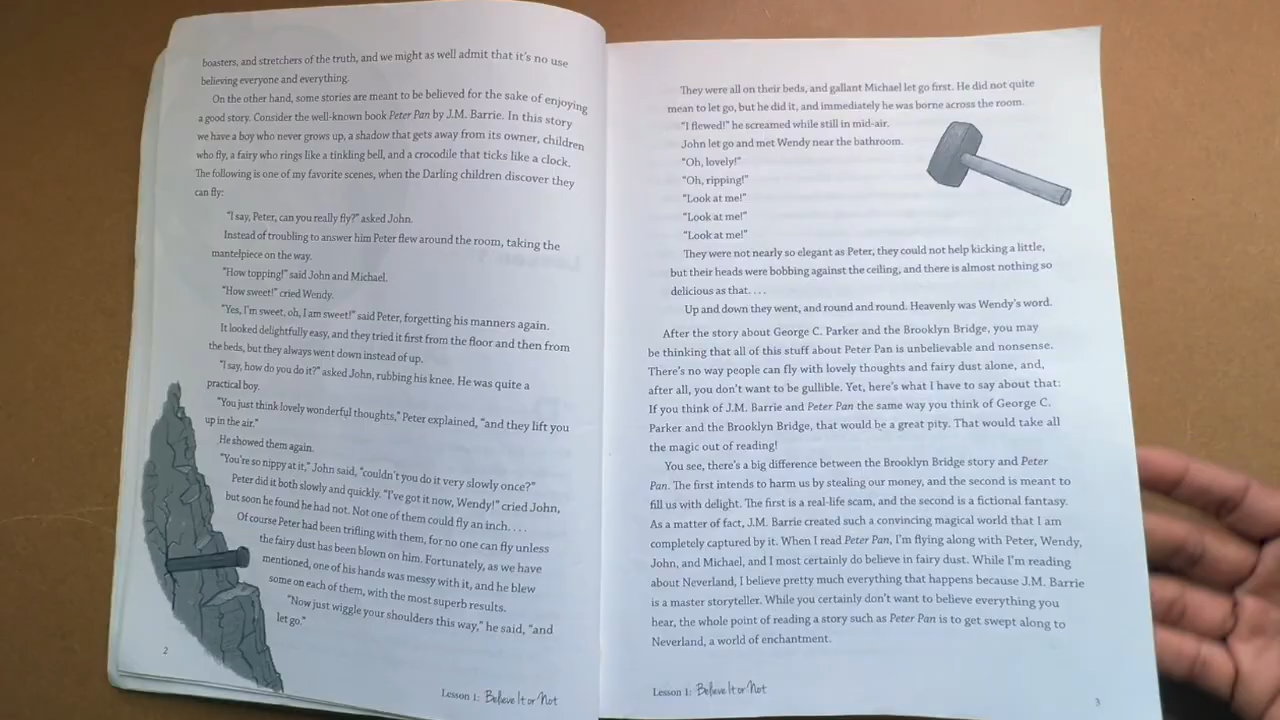 boasters, and stretchers of the truth, and we might as well admit that it's no use
believing everyone and everything.
On the other hand, some stories are meant to be believed for the sake of enjoying
a good story. Consider the well-known book Peter Pan by J.M. Barrie. In this story
we have a boy who never grows up, a shadow that gets away from its owner, children
who fly, a fairy who rings like a tinkling bell, and a crocodile that ticks like a clock.
The following is one of my favorite scenes, when the Darling children discover they
can fly:
"I say, Peter, can you really fly?" asked John.
Instead of troubling to answer him Peter flew around the room, taking the
mantelpiece on the way.
"How topping!" said John and Michael.
"How sweet!" cried Wendy.
"Yes, I'm sweet, oh, I am sweet!" said Peter, forgetting his manners again.
It looked delightfully easy, and they tried it first from the floor and then from
the beds, but they always went down instead of up.
"I say, how do you do it?" asked John, rubbing his knee. He was quite a
practical boy.
"You just think lovely wonderful thoughts," Peter explained, "and they lift you
up in the air."
He showed them again.
"You're so nippy at it," John said, "couldn't you do it very slowly once?"
Peter did it both slowly and quickly. "I've got it now, Wendy!" cried John,
but soon he found he had not. Not one of them could fly an inch. . . .
Of course Peter had been trifling with them, for no one can fly unless
the fairy dust has been blown on him. Fortunately, as we have
mentioned, one of his hands was messy with it, and he blew
some on each of them, with the most superb results.
"Now just wiggle your shoulders this way," he said, "and
let go."
2
Lesson 1: Believe It or Not
They were all on their beds, and gallant Michael let go first. He did not quite
mean to let go, but he did it, and immediately he was borne across the room.
"I flewed!" he screamed while still in mid-air.
John let go and met Wendy near the bathroom.
"Oh, lovely!"
"Oh, ripping!"
"Look at me!"
"Look at me!"
"Look at me!"
They were not nearly so elegant as Peter, they could not help kicking a little,
but their heads were bobbing against the ceiling, and there is almost nothing so
delicious as that. . . .
Up and down they went, and round and round. Heavenly was Wendy's word.
After the story about George C. Parker and the Brooklyn Bridge, you may
be thinking that all of this stuff about Peter Pan is unbelievable and nonsense.
There's no way people can fly with lovely thoughts and fairy dust alone, and,
after all, you don't want to be gullible. Yet, here's what I have to say about that:
If you think of J.M. Barrie and Peter Pan the same way you think of George C.
Parker and the Brooklyn Bridge, that would be a great pity. That would take all
the magic out of reading!
You see, there's a big difference between the Brooklyn Bridge story and Peter
Pan. The first intends to harm us by stealing our money, and the second is meant to
fill us with delight. The first is a real-life scam, and the second is a fictional fantasy.
As a matter of fact, J.M. Barrie created such a convincing magical world that I am
completely captured by it. When I read Peter Pan, I'm flying along with Peter, Wendy,
John, and Michael, and I most certainly do believe in fairy dust. While I'm reading
about Neverland, I believe pretty much everything that happens because J.M. Barrie
is a master storyteller. While you certainly don't want to believe everything you
hear, the whole point of reading a story such as Peter Pan is to get swept along to
Neverland, a world of enchantment.
Lesson 1: Believe It or Not
3